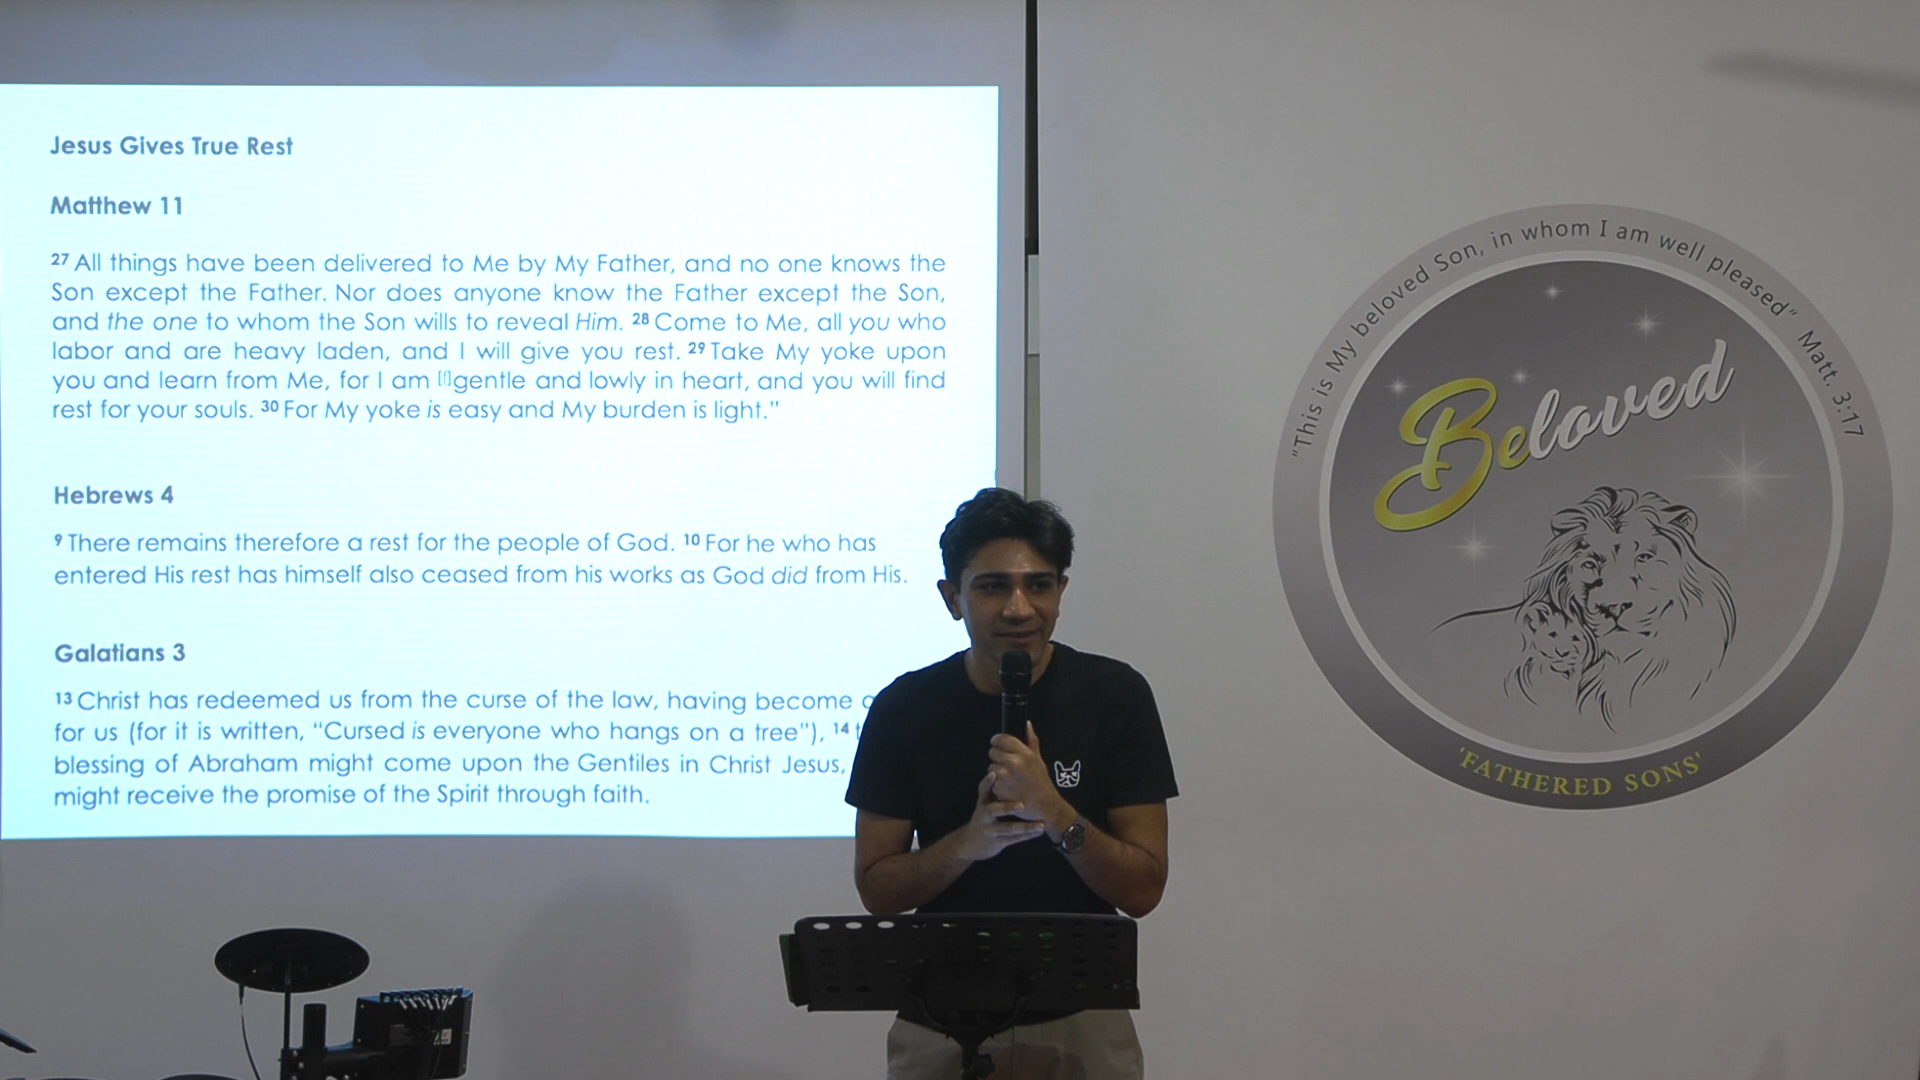 Jesus Gives True Rest
Matthew 11
27 All things have been delivered to Me by My Father, and no one knows the
Son except the Father. Nor does anyone know the Father except the Son,
and the one to whom the Son wills to reveal Him. 28 Come to Me, all you who
labor and are heavy laden, and I will give you rest. 29 Take My yoke upon
you and learn from Me, for I am [f]gentle and lowly in heart, and you will find
rest for your souls. 30 For My yoke is easy and My burden is light."
Hebrews 4
9 There remains therefore a rest for the people of God. 10 For he who has
entered His rest has himself also ceased from his works as God did from His.
Galatians 3
13 Christ has redeemed us from the curse of the law, having become
for us (for it is written, "Cursed is everyone who hangs on a tree"), 14
blessing of Abraham might come upon the Gentiles in Christ Jesus,
might receive the promise of the Spirit through faith.
"This is My beloved Son, in whom I am well pleased" Matt. 3:17
Beloved
'FATHERED SONS'